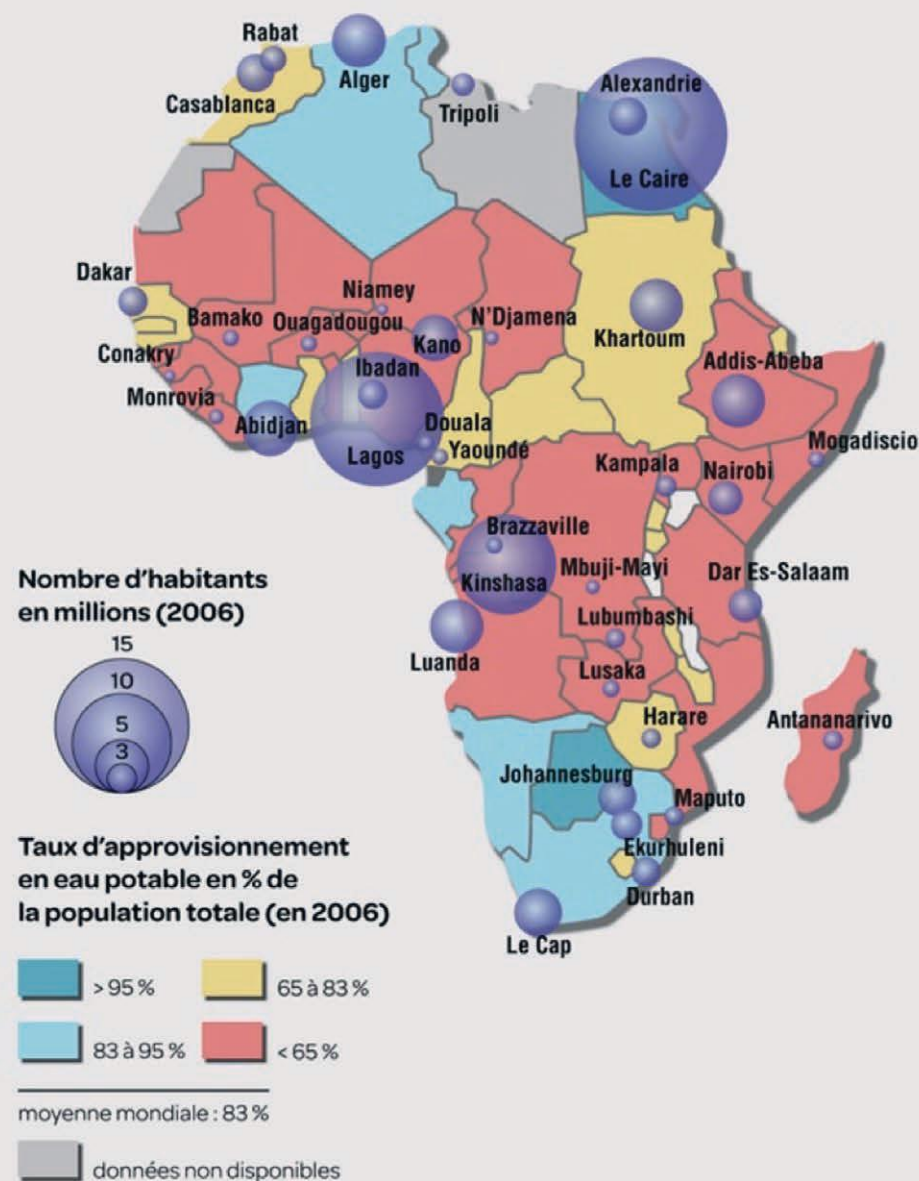 Rabat
Alger
Casablanca
Tripoli
Alexandrie
Le Caire
Dakar
Niamey
Bamako
Ouagadougou
Kano
N'Djamena
Khartoum
Conakry
Ibadan
Addis-Abeba
Monrovia
Abidjan
Douala
Lagos
Yaoundé
Mogadiscio
Kampala
Nairobi
Brazzaville
Kinshasa
Mbuji-Mayi
Dar Es-Salaam
Lubumbashi
Luanda
Lusaka
Harare
Antananarivo
Johannesburg
Maputo
Ekurhuleni
Durban
Le Cap
Nombre d'habitants
en millions (2006)
15
10
5
3
Taux d'approvisionnement
en eau potable en % de
la population totale (en 2006)
> 95 %
65 à 83 %
83 à 95 %
< 65 %
moyenne mondiale : 83 %
données non disponibles